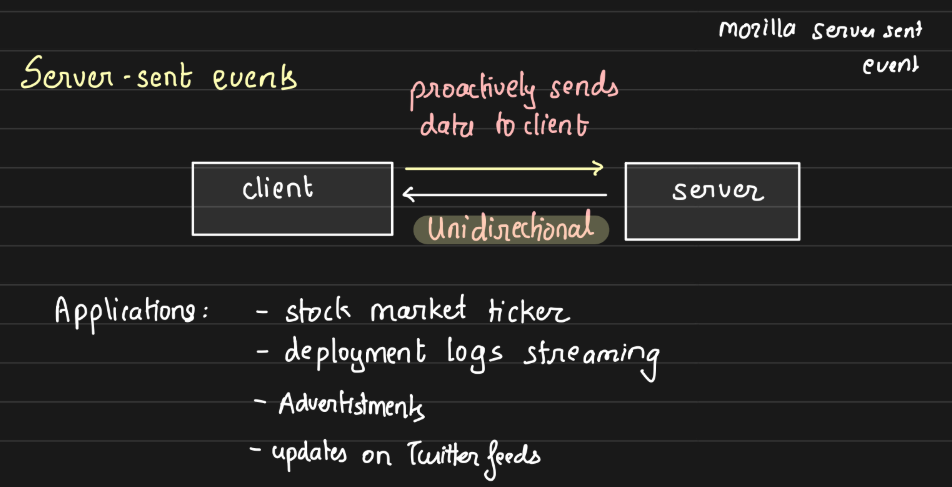 mozilla server sent
event
Server-sent events
proactively sends
data to client
client
server
Unidirectional
Applications:
- stock market ticker
- deployment logs streaming
- Advertistments
- updates on Twitter feeds